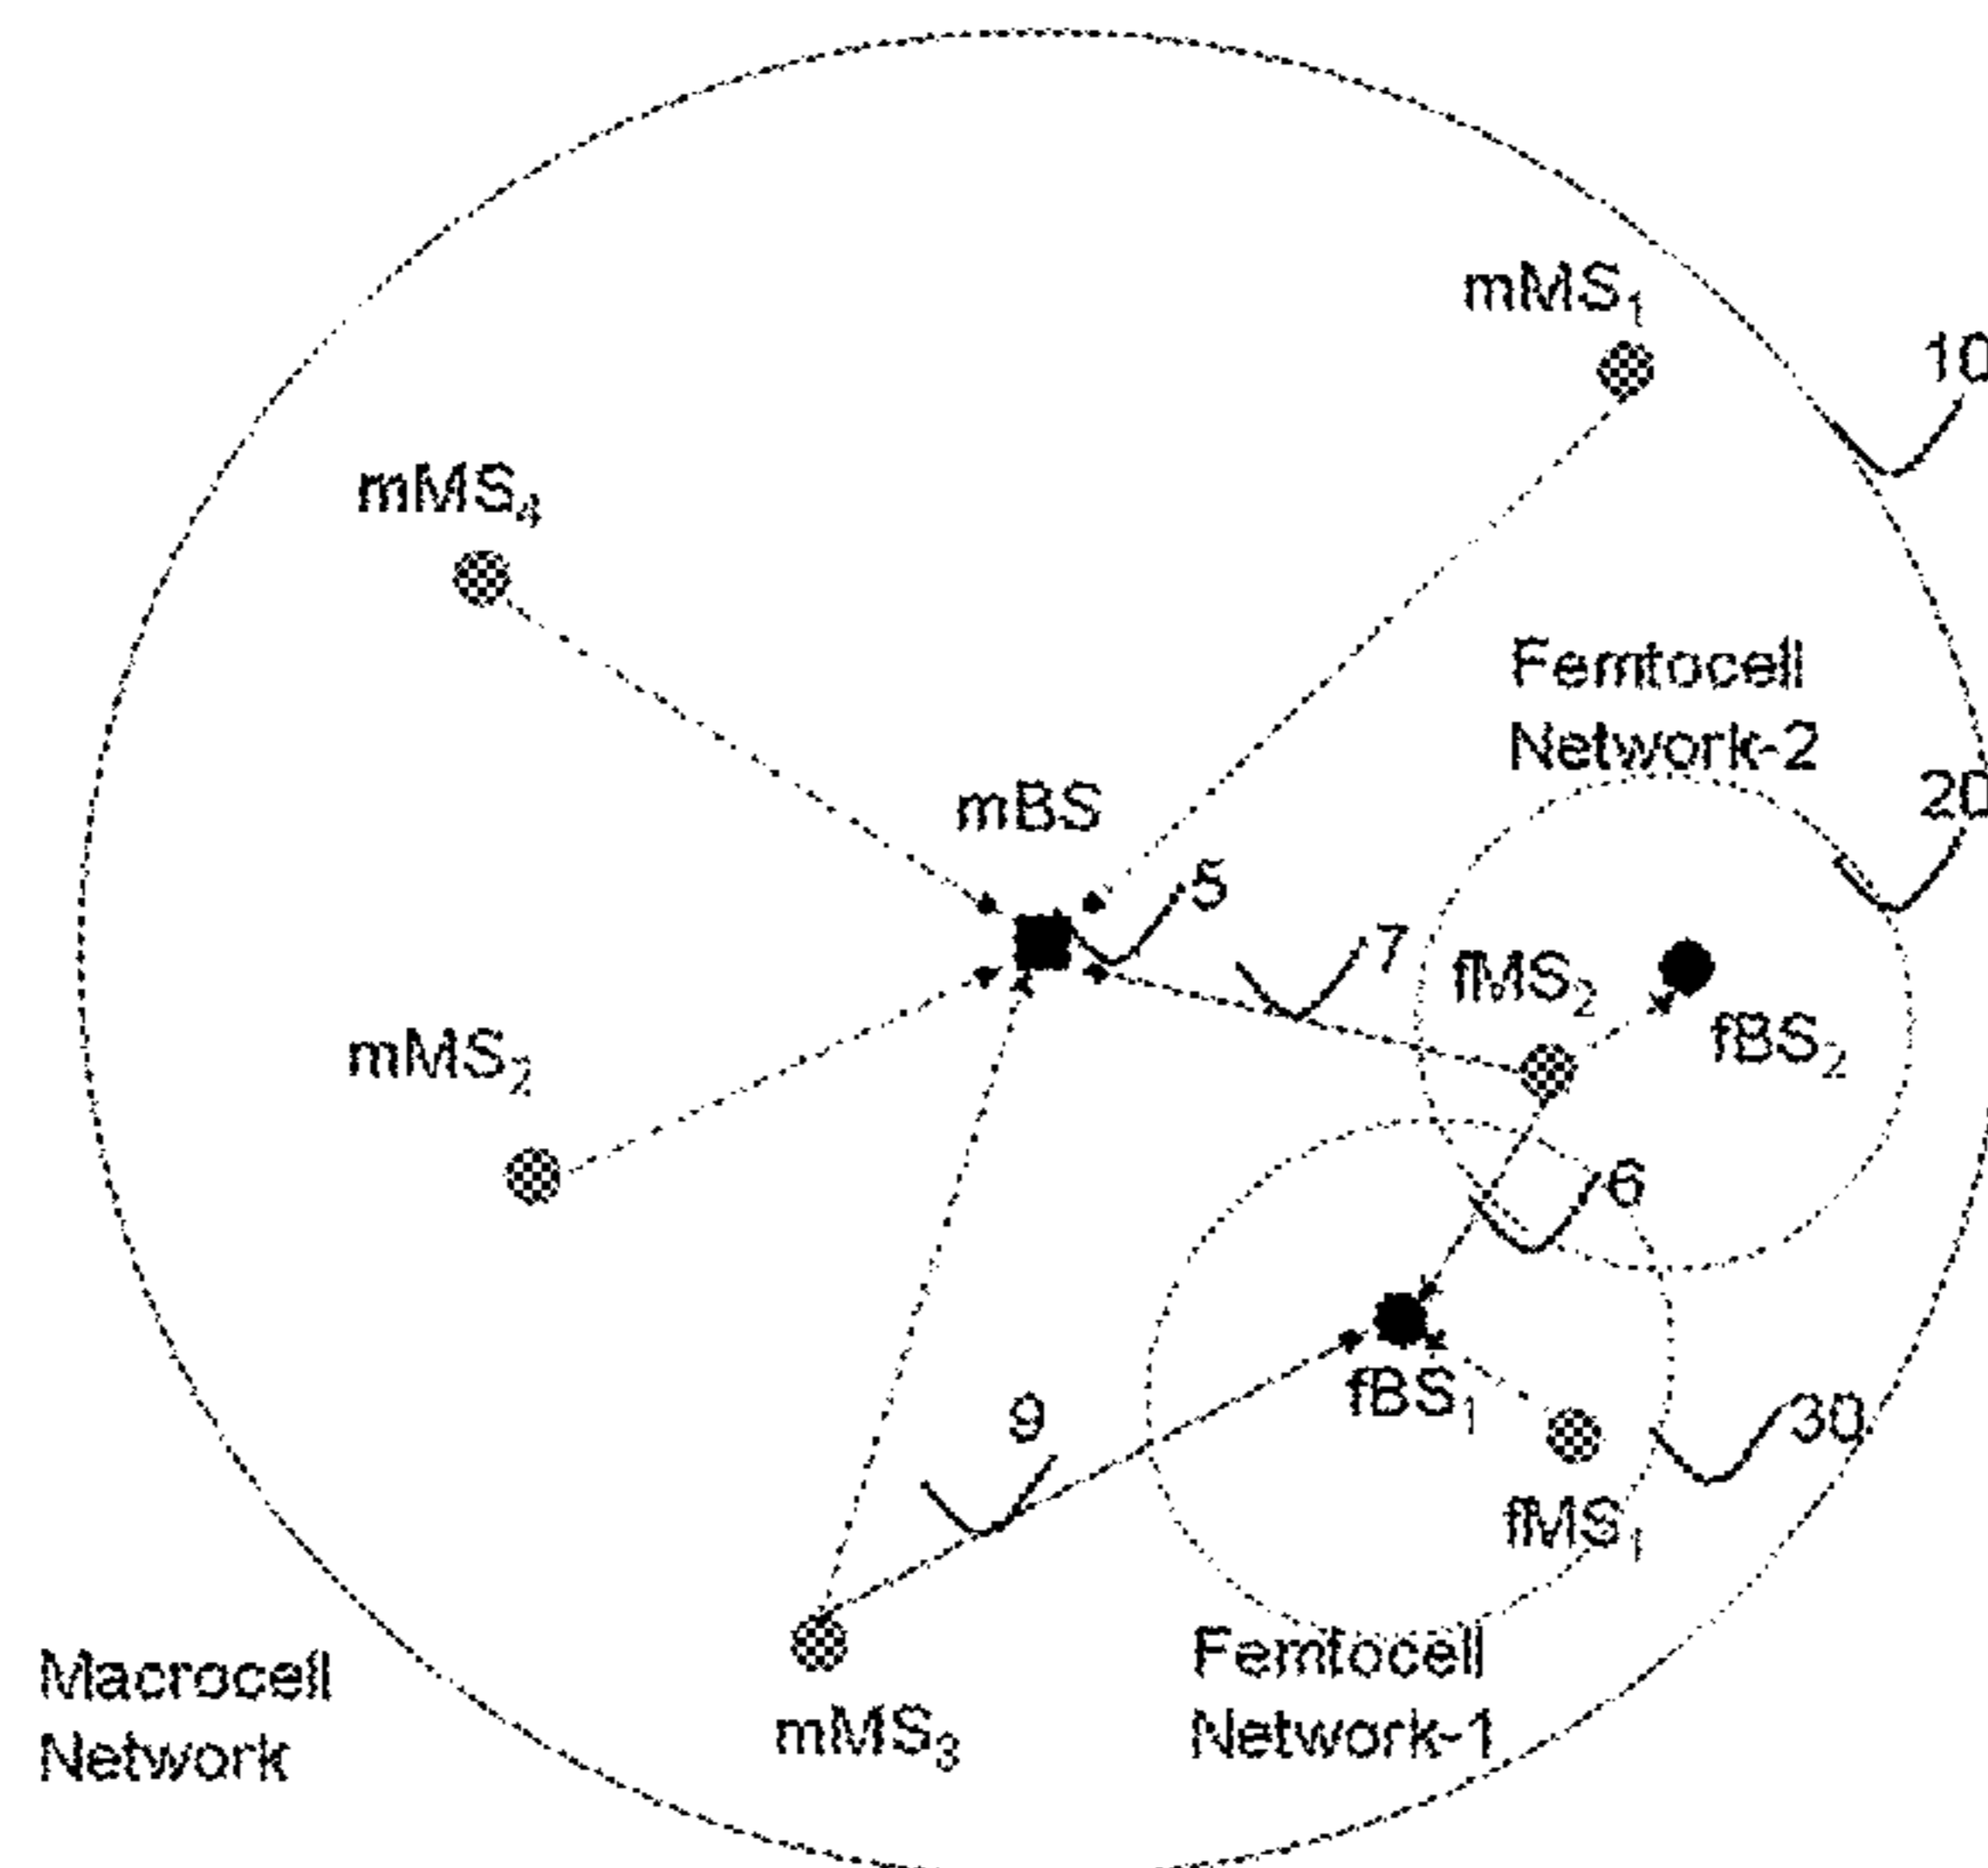 mMS₁
10
mMS₄
Femtocell
Network-2
20
mBS
5
7
fMS₂
fBS₂
mMS₂
6
fBS₁
9
30
fMS₁
Femtocell
Network-1
Macrocell
Network
mMS₃